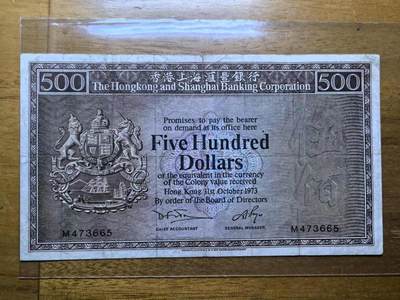 香港上海滙豐銀行
500 The Hongkong and Shanghai Banking Corporation 500
Promises to pay the bearer
on demand at its office here
Five Hundred
Dollars
or the equivalent in the currency
of the Colony value received
Hong Kong 31st October 1973
By order of the Board of Directors
CHIEF ACCOUNTANT GENERAL MANAGER
M473665 M473665